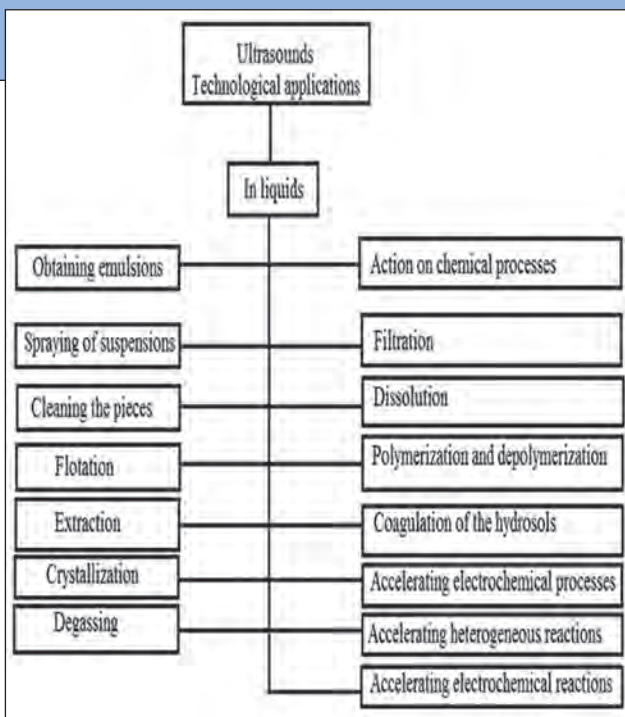 Ultrasounds
Technological applications
In liquids
Obtaining emulsions
Action on chemical processes
Spraying of suspensions
Filtration
Cleaning the pieces
Dissolution
Flotation
Polymerization and depolymerization
Extraction
Coagulation of the hydrosols
Crystallization
Accelerating electrochemical processes
Degassing
Accelerating heterogeneous reactions
Accelerating electrochemical reactions